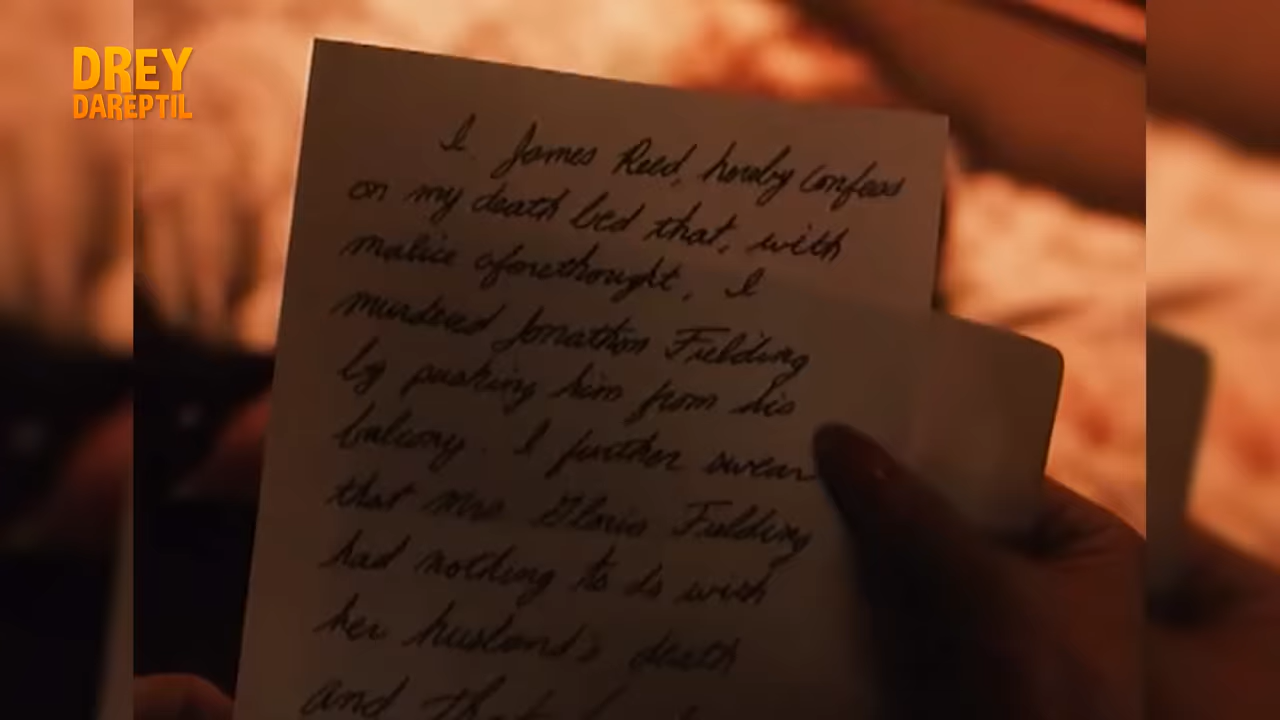 DREY
DAREPTIL
I James Reed, hereby confess
on my death bed that, with
malice aforethought, I
murdered Jonathan Fielding
by pushing him from his
balcony. I further swear
that Mrs Gloria Fielding
had nothing to do with
her husband's death
and that